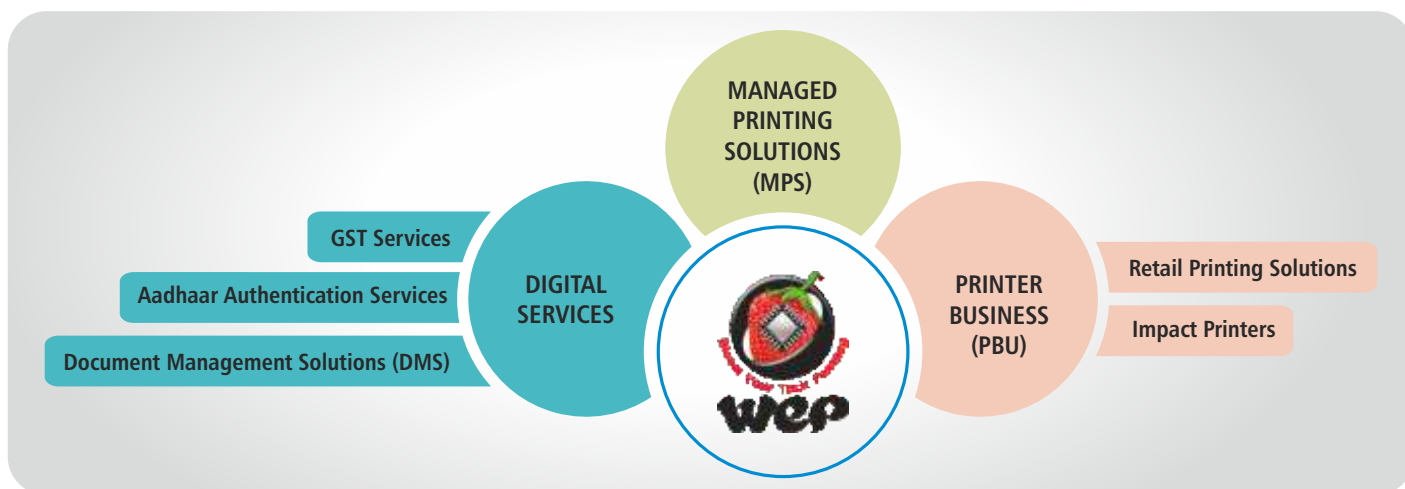 MANAGED
PRINTING
SOLUTIONS
(MPS)
GST Services
Aadhaar Authentication Services
Document Management Solutions (DMS)
DIGITAL
SERVICES
wep
PRINTER
BUSINESS
(PBU)
Retail Printing Solutions
Impact Printers